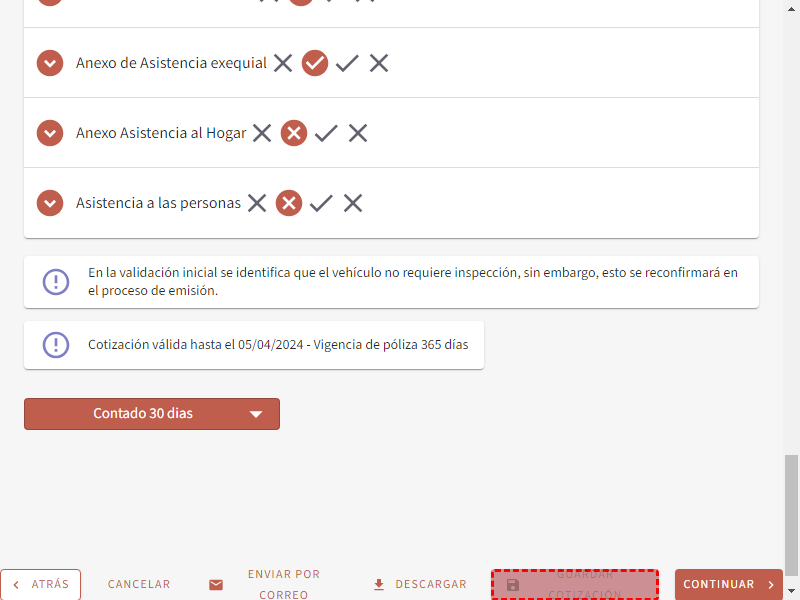 Anexo de Asistencia exequial
Anexo Asistencia al Hogar
Asistencia a las personas
En la validación inicial se identifica que el vehículo no requiere inspección, sin embargo, esto se reconfirmará en
el proceso de emisión.
Cotización válida hasta el 05/04/2024 - Vigencia de póliza 365 días
Contado 30 dias
ATRÁS
CANCELAR
ENVIAR POR
CORREO
DESCARGAR
GUARDAR
COTIZACIÓN
CONTINUAR